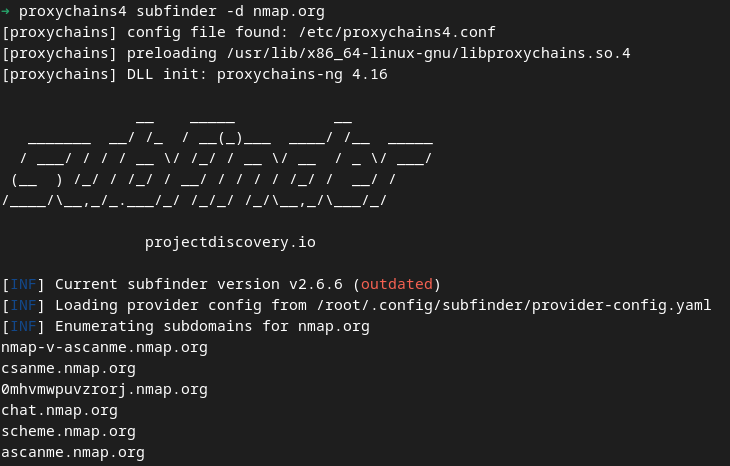 → proxychains4 subfinder -d nmap.org
[proxychains] config file found: /etc/proxychains4.conf
[proxychains] preloading /usr/lib/x86_64-linux-gnu/libproxychains.so.4
[proxychains] DLL init: proxychains-ng 4.16
               __    _____           __
   _______  __/ /_  / __(_)___  ____/ /__  _____
  / ___/ / / / __ \/ /_/ / __ \/ __  / _ \/ ___/
 (__  ) /_/ / /_/ / __/ / / / / /_/ /  __/ /
/____/\__,_/_.___/_/ /_/_/ /_/\__,_/\___/_/
projectdiscovery.io
[INF] Current subfinder version v2.6.6 (outdated)
[INF] Loading provider config from /root/.config/subfinder/provider-config.yaml
[INF] Enumerating subdomains for nmap.org
nmap-v-ascanme.nmap.org
csanme.nmap.org
0mhvmwpuvzrorj.nmap.org
chat.nmap.org
scheme.nmap.org
ascanme.nmap.org